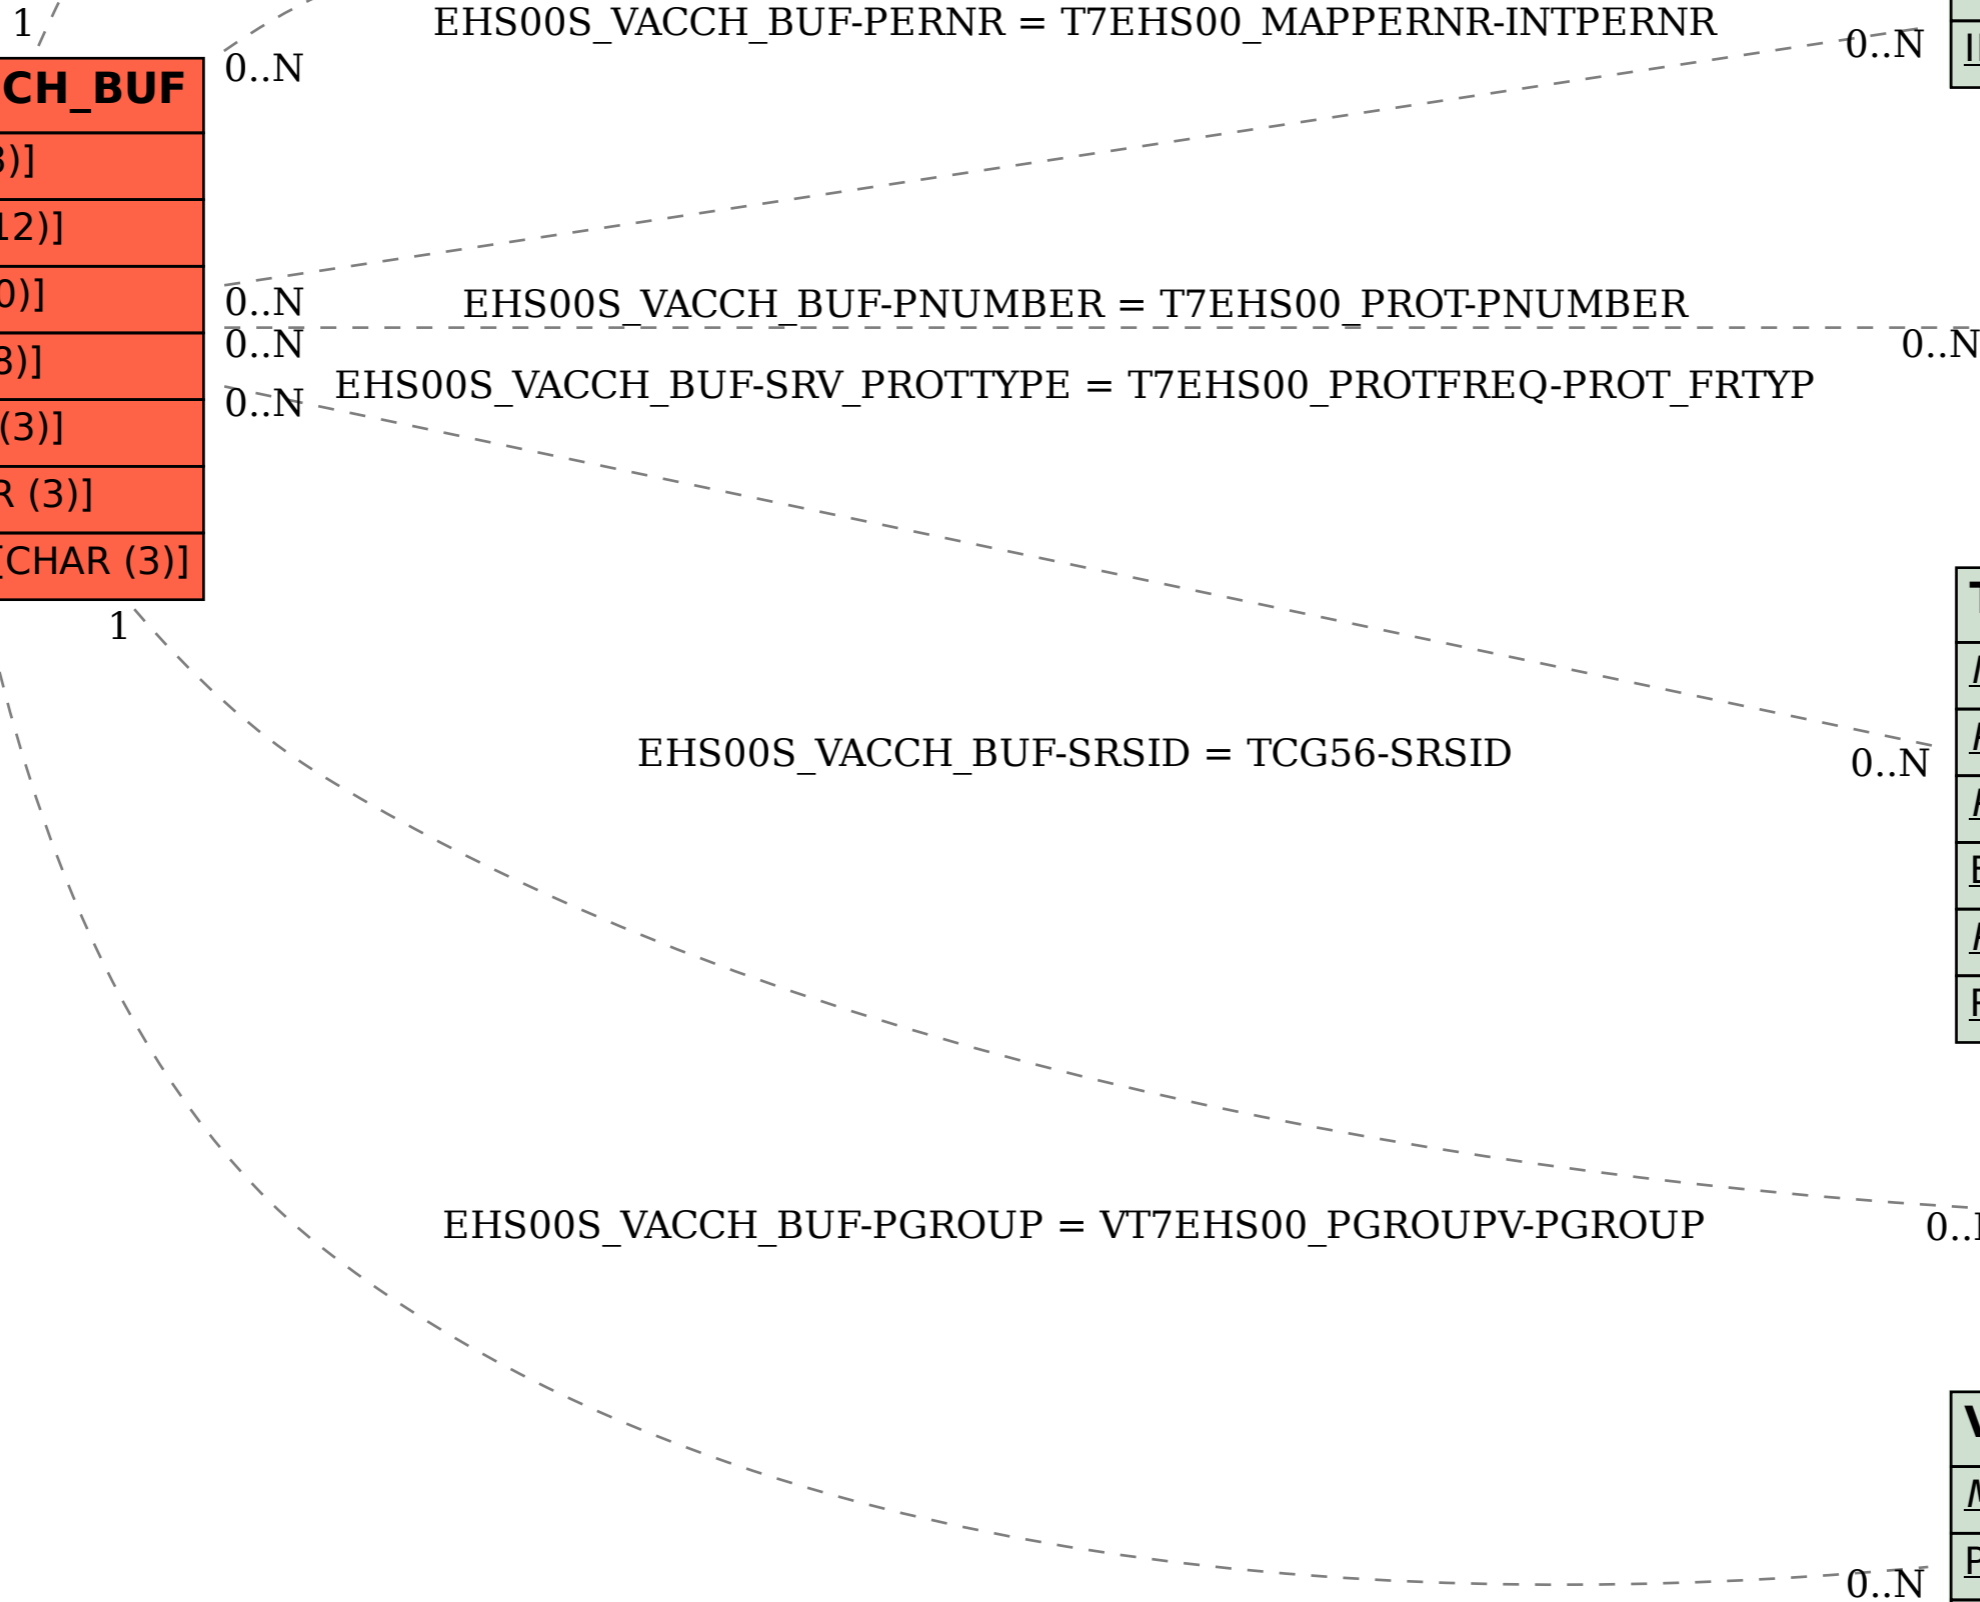 1
EHS00S_VACCH_BUF-PERNR = T7EHS00_MAPPERNR-INTPERNR
0..N
0..N
CH_BUF
3)]
12)]
0)]
8)]
(3)]
R (3)]
[CHAR (3)]
0..N
EHS00S_VACCH_BUF-PNUMBER = T7EHS00_PROT-PNUMBER
0..N
0..N
EHS00S_VACCH_BUF-SRV_PROTTYPE = T7EHS00_PROTFREQ-PROT_FRTYP
0..N
1
EHS00S_VACCH_BUF-SRSID = TCG56-SRSID
0..N
EHS00S_VACCH_BUF-PGROUP = VT7EHS00_PGROUPV-PGROUP
0..
V
M
P
0..N